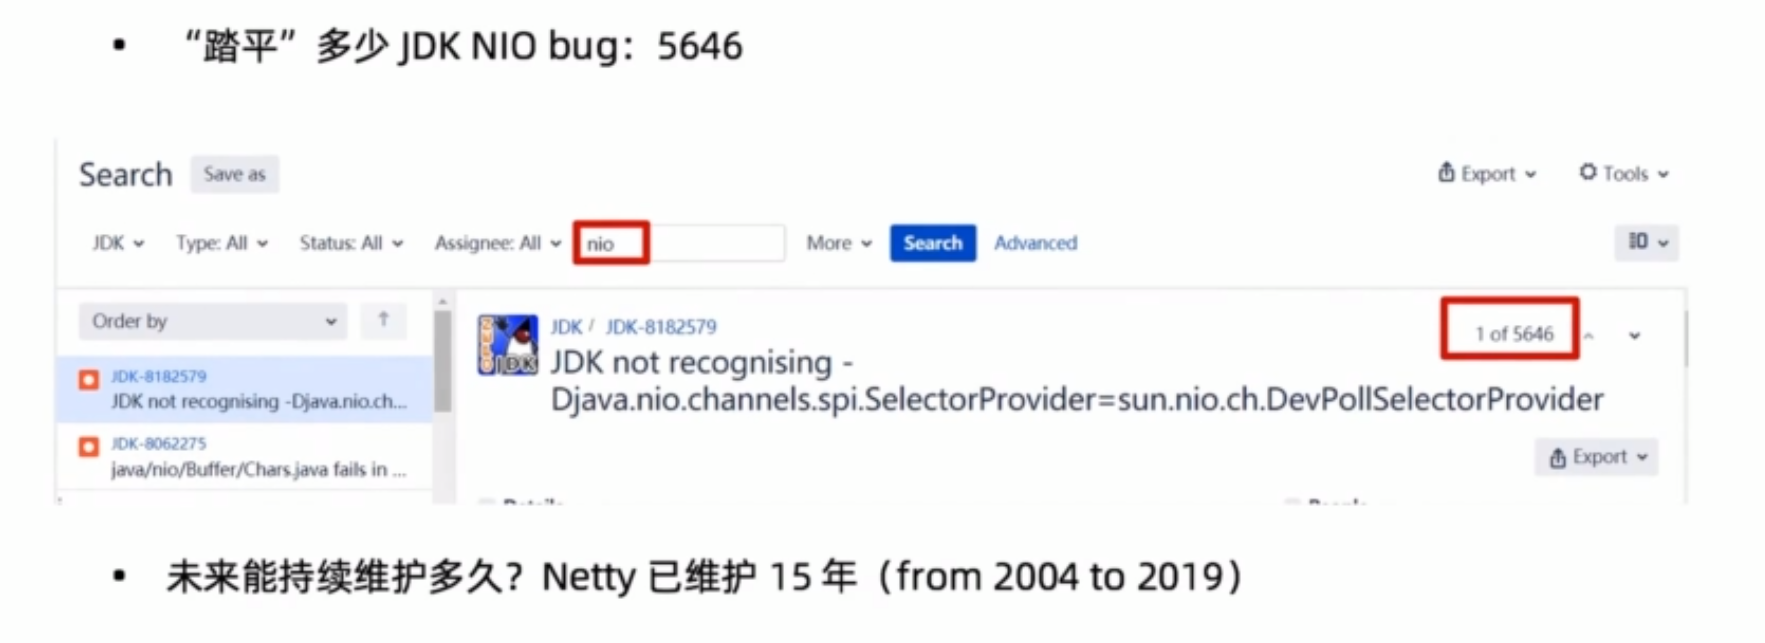 • “踏平”多少 JDK NIO bug：5646
Search Save as Export Tools
JDK Type: All Status: All Assignee: All nio More Search Advanced
Order by
JDK-8182579
JDK not recognising -Djava.nio.ch...
JDK-8062275
java/nio/Buffer/Chars.java fails in ...
JDK / JDK-8182579
1 of 5646
JDK not recognising -
Djava.nio.channels.spi.SelectorProvider=sun.nio.ch.DevPollSelectorProvider
Export
• 未来能持续维护多久？Netty 已维护 15 年（from 2004 to 2019）